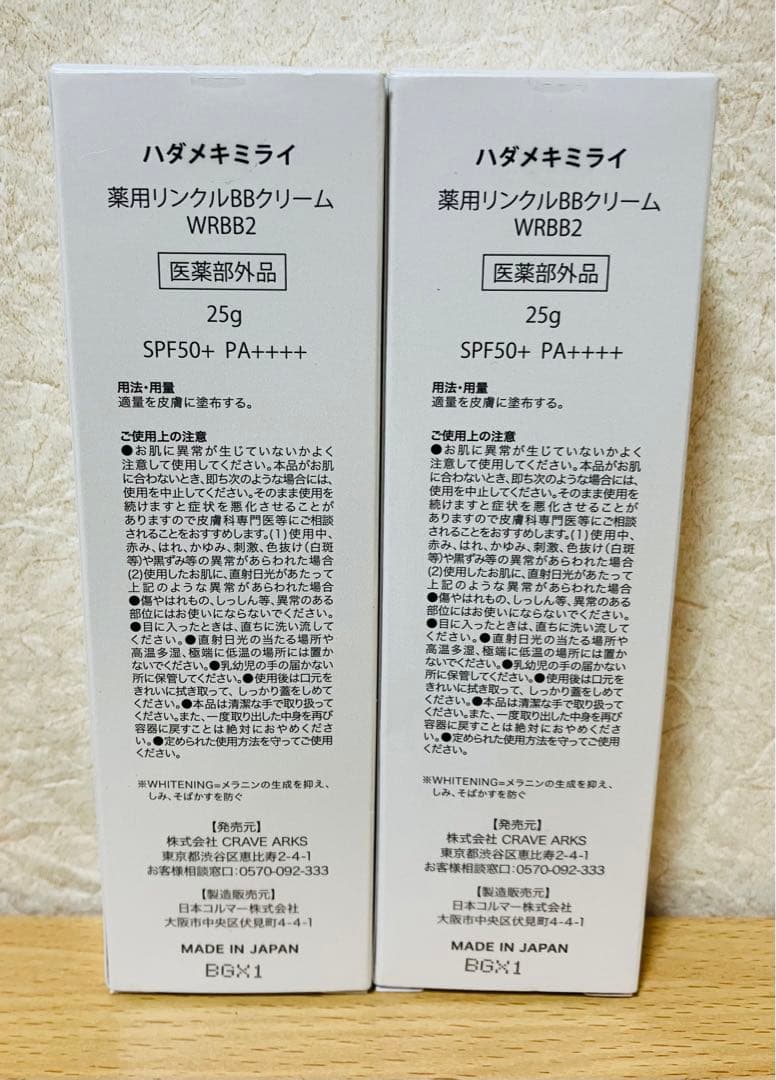 ハダメキミライ
薬用リンクルBBクリーム
WRBB2
医薬部外品
25g
SPF50+ PA++++
用法・用量
適量を皮膚に塗布する。
ご使用上の注意
●お肌に異常が生じていないかよく
注意して使用してください。本品がお肌
に合わないとき、即ち次のような場合には、
使用を中止してください。そのまま使用を
続けますと症状を悪化させることが
ありますので皮膚科専門医等にご相談
されることをおすすめします。(1)使用中、
赤み、はれ、かゆみ、刺激、色抜け(白斑
等)や黒ずみ等の異常があらわれた場合
(2)使用したお肌に、直射日光があたって
上記のような異常があらわれた場合
●傷やはれもの、しっしん等、異常のある
部位にはお使いにならないでください。
●目に入ったときは、直ちに洗い流し
てください。●直射日光の当たる場所や
高温多湿、極端に低温の場所には置か
ないでください。●乳幼児の手の届かない
所に保管してください。●使用後は口元を
きれいに拭き取って、しっかり蓋をしめて
ください。●本品は清潔な手で取り扱って
ください。また、一度取り出した中身を再び
容器に戻すことは絶対におやめくださ
い。●定められた使用方法を守ってご使用
ください。
※WHITENING=メラニンの生成を抑え、
しみ、そばかすを防ぐ
【発売元】
株式会社 CRAVE ARKS
東京都渋谷区恵比寿2-4-1
お客様相談窓口:0570-092-333
【製造販売元】
日本コルマー株式会社
大阪市中央区伏見町4-4-1
MADE IN JAPAN
BGX1
ハダメキミライ
薬用リンクルBBクリーム
WRBB2
医薬部外品
25g
SPF50+ PA++++
用法・用量
適量を皮膚に塗布する。
ご使用上の注意
●お肌に異常が生じていないかよく
注意して使用してください。本品がお肌
に合わないとき、即ち次のような場合には、
使用を中止してください。そのまま使用を
続けますと症状を悪化させることが
ありますので皮膚科専門医等にご相談
されることをおすすめします。(1)使用中、
赤み、はれ、かゆみ、刺激、色抜け(白斑
等)や黒ずみ等の異常があらわれた場合
(2)使用したお肌に、直射日光があたって
上記のような異常があらわれた場合
●傷やはれもの、しっしん等、異常のある
部位にはお使いにならないでください。
●目に入ったときは、直ちに洗い流し
てください。●直射日光の当たる場所や
高温多湿、極端に低温の場所には置か
ないでください。●乳幼児の手の届かない
所に保管してください。●使用後は口元を
きれいに拭き取って、しっかり蓋をしめて
ください。●本品は清潔な手で取り扱って
ください。また、一度取り出した中身を再び
容器に戻すことは絶対におやめくださ
い。●定められた使用方法を守ってご使用
ください。
※WHITENING=メラニンの生成を抑え、
しみ、そばかすを防ぐ
【発売元】
株式会社 CRAVE ARKS
東京都渋谷区恵比寿2-4-1
お客様相談窓口:0570-092-333
【製造販売元】
日本コルマー株式会社
大阪市中央区伏見町4-4-1
MADE IN JAPAN
BGX1